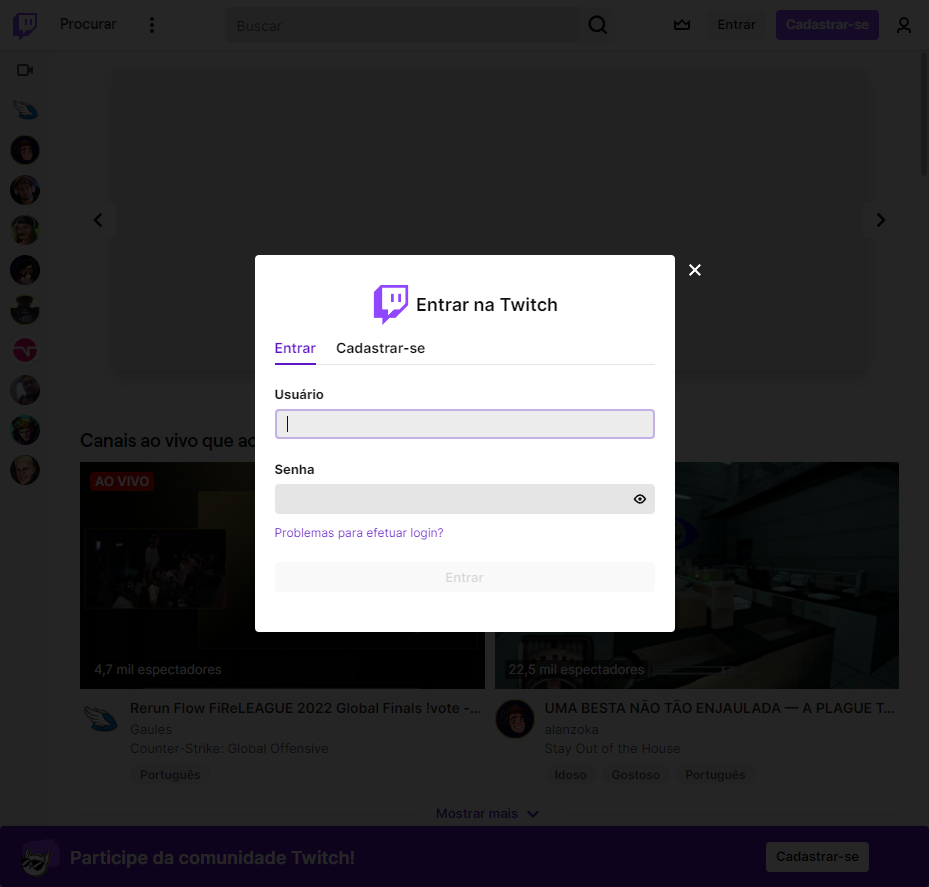 Procurar
Buscar
Entrar
Cadastrar-se
Entrar na Twitch
Entrar
Cadastrar-se
Usuário
Senha
Problemas para efetuar login?
Entrar
Canais ao vivo que
AO VIVO
4,7 mil espectadores
22,5 mil espectadores
Rerun Flow FiReLEAGUE 2022 Global Finals !vote -...
Gaules
Counter-Strike: Global Offensive
Português
UMA BESTA NÃO TÃO ENJAULADA — A PLAGUE T...
alanzoka
Stay Out of the House
Idoso
Gostoso
Português
Mostrar mais
Participe da comunidade Twitch!
Cadastrar-se